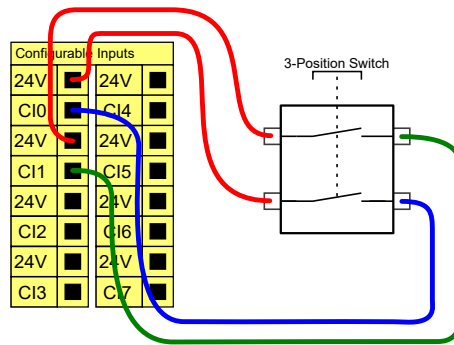 3-Position Switch
Configurable Inputs
24V 24V
CI0 CI4
24V 24V
CI1 CI5
24V 24V
CI2 CI6
24V 24V
CI3 CI7